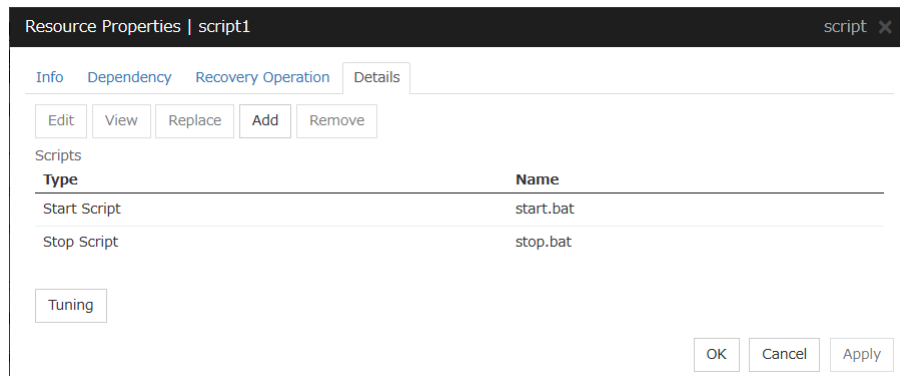 Resource Properties | script1 script ×
Info Dependency Recovery Operation Details
Edit View Replace Add Remove
Scripts
Type Name
Start Script start.bat
Stop Script stop.bat
Tuning
OK Cancel Apply